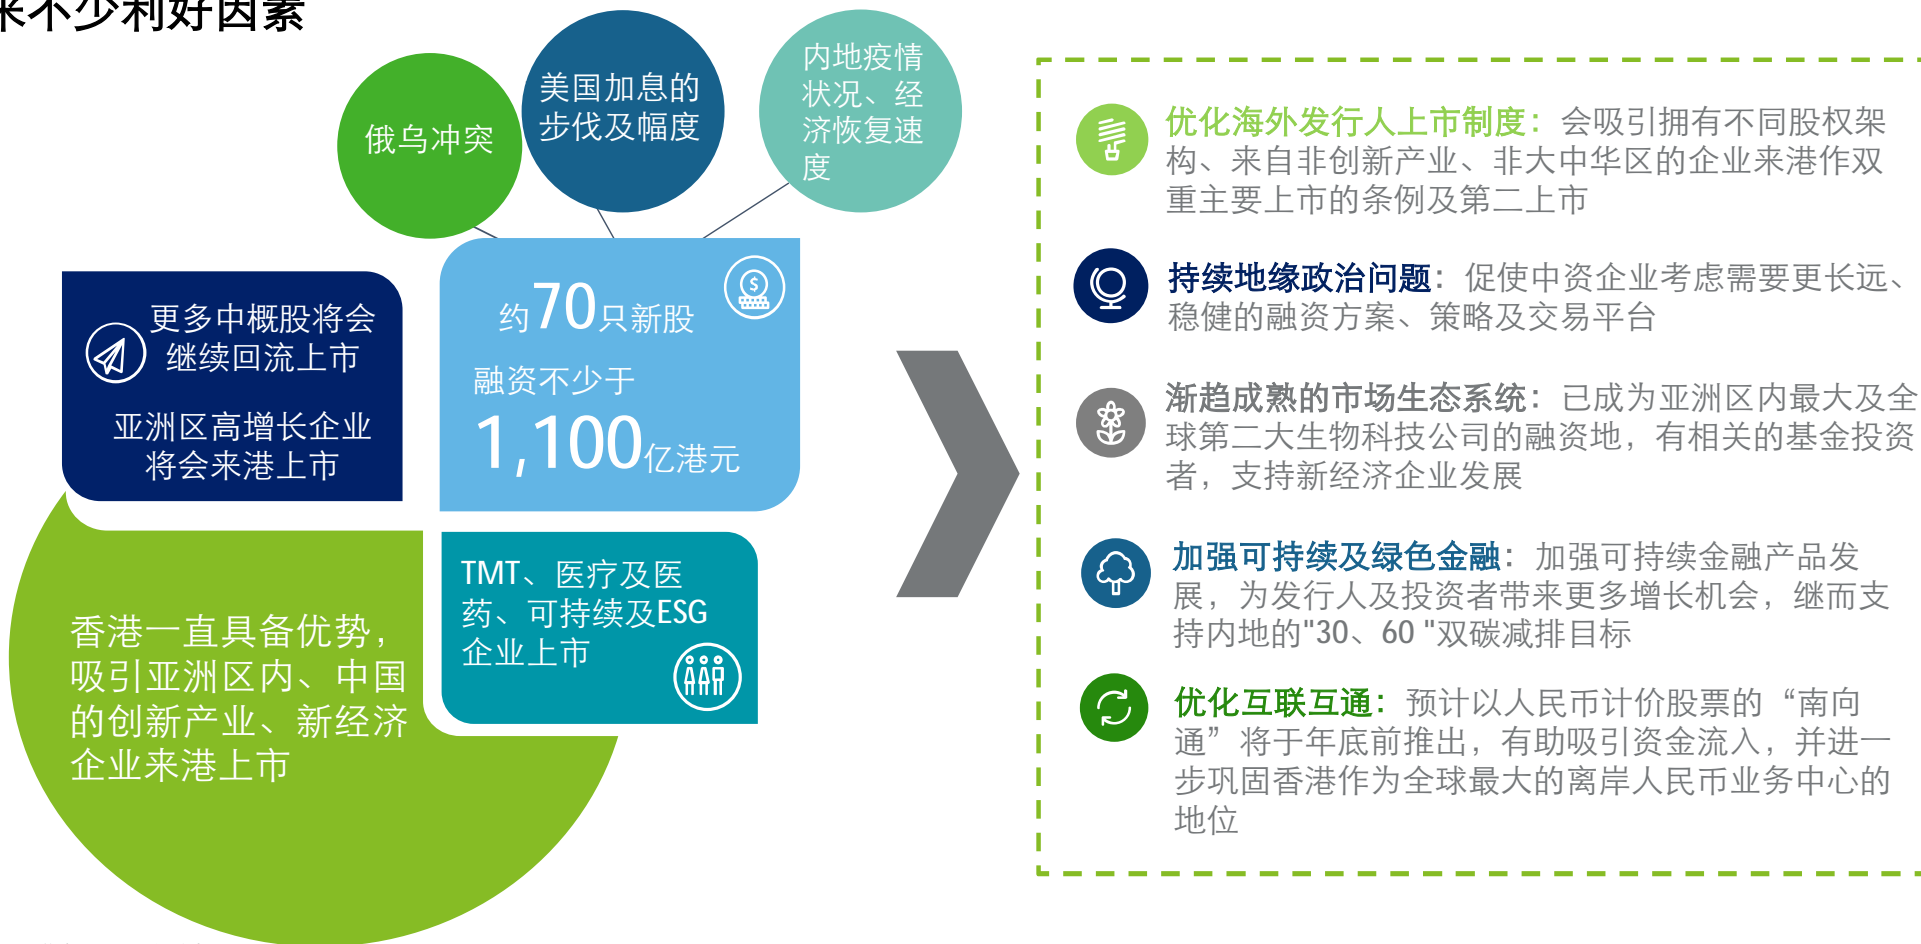 来不少利好因素
俄乌冲突
美国加息的
步伐及幅度
内地疫情
状况、经
济恢复速
度
更多中概股将会
继续回流上市
亚洲区高增长企业
将会来港上市
约70只新股
融资不少于
1,100亿港元
TMT、医疗及医
药、可持续及ESG
企业上市
香港一直具备优势，
吸引亚洲区内、中国
的创新产业、新经济
企业来港上市
优化海外发行人上市制度：会吸引拥有不同股权架
构、来自非创新产业、非大中华区的企业来港作双
重主要上市的条例及第二上市
持续地缘政治问题：促使中资企业考虑需要更长远、
稳健的融资方案、策略及交易平台
渐趋成熟的市场生态系统：已成为亚洲区内最大及全
球第二大生物科技公司的融资地，有相关的基金投资
者，支持新经济企业发展
加强可持续及绿色金融：加强可持续金融产品发
展，为发行人及投资者带来更多增长机会，继而支
持内地的"30、60 "双碳减排目标
优化互联互通：预计以人民币计价股票的“南向
通”将于年底前推出，有助吸引资金流入，并进一
步巩固香港作为全球最大的离岸人民币业务中心的
地位